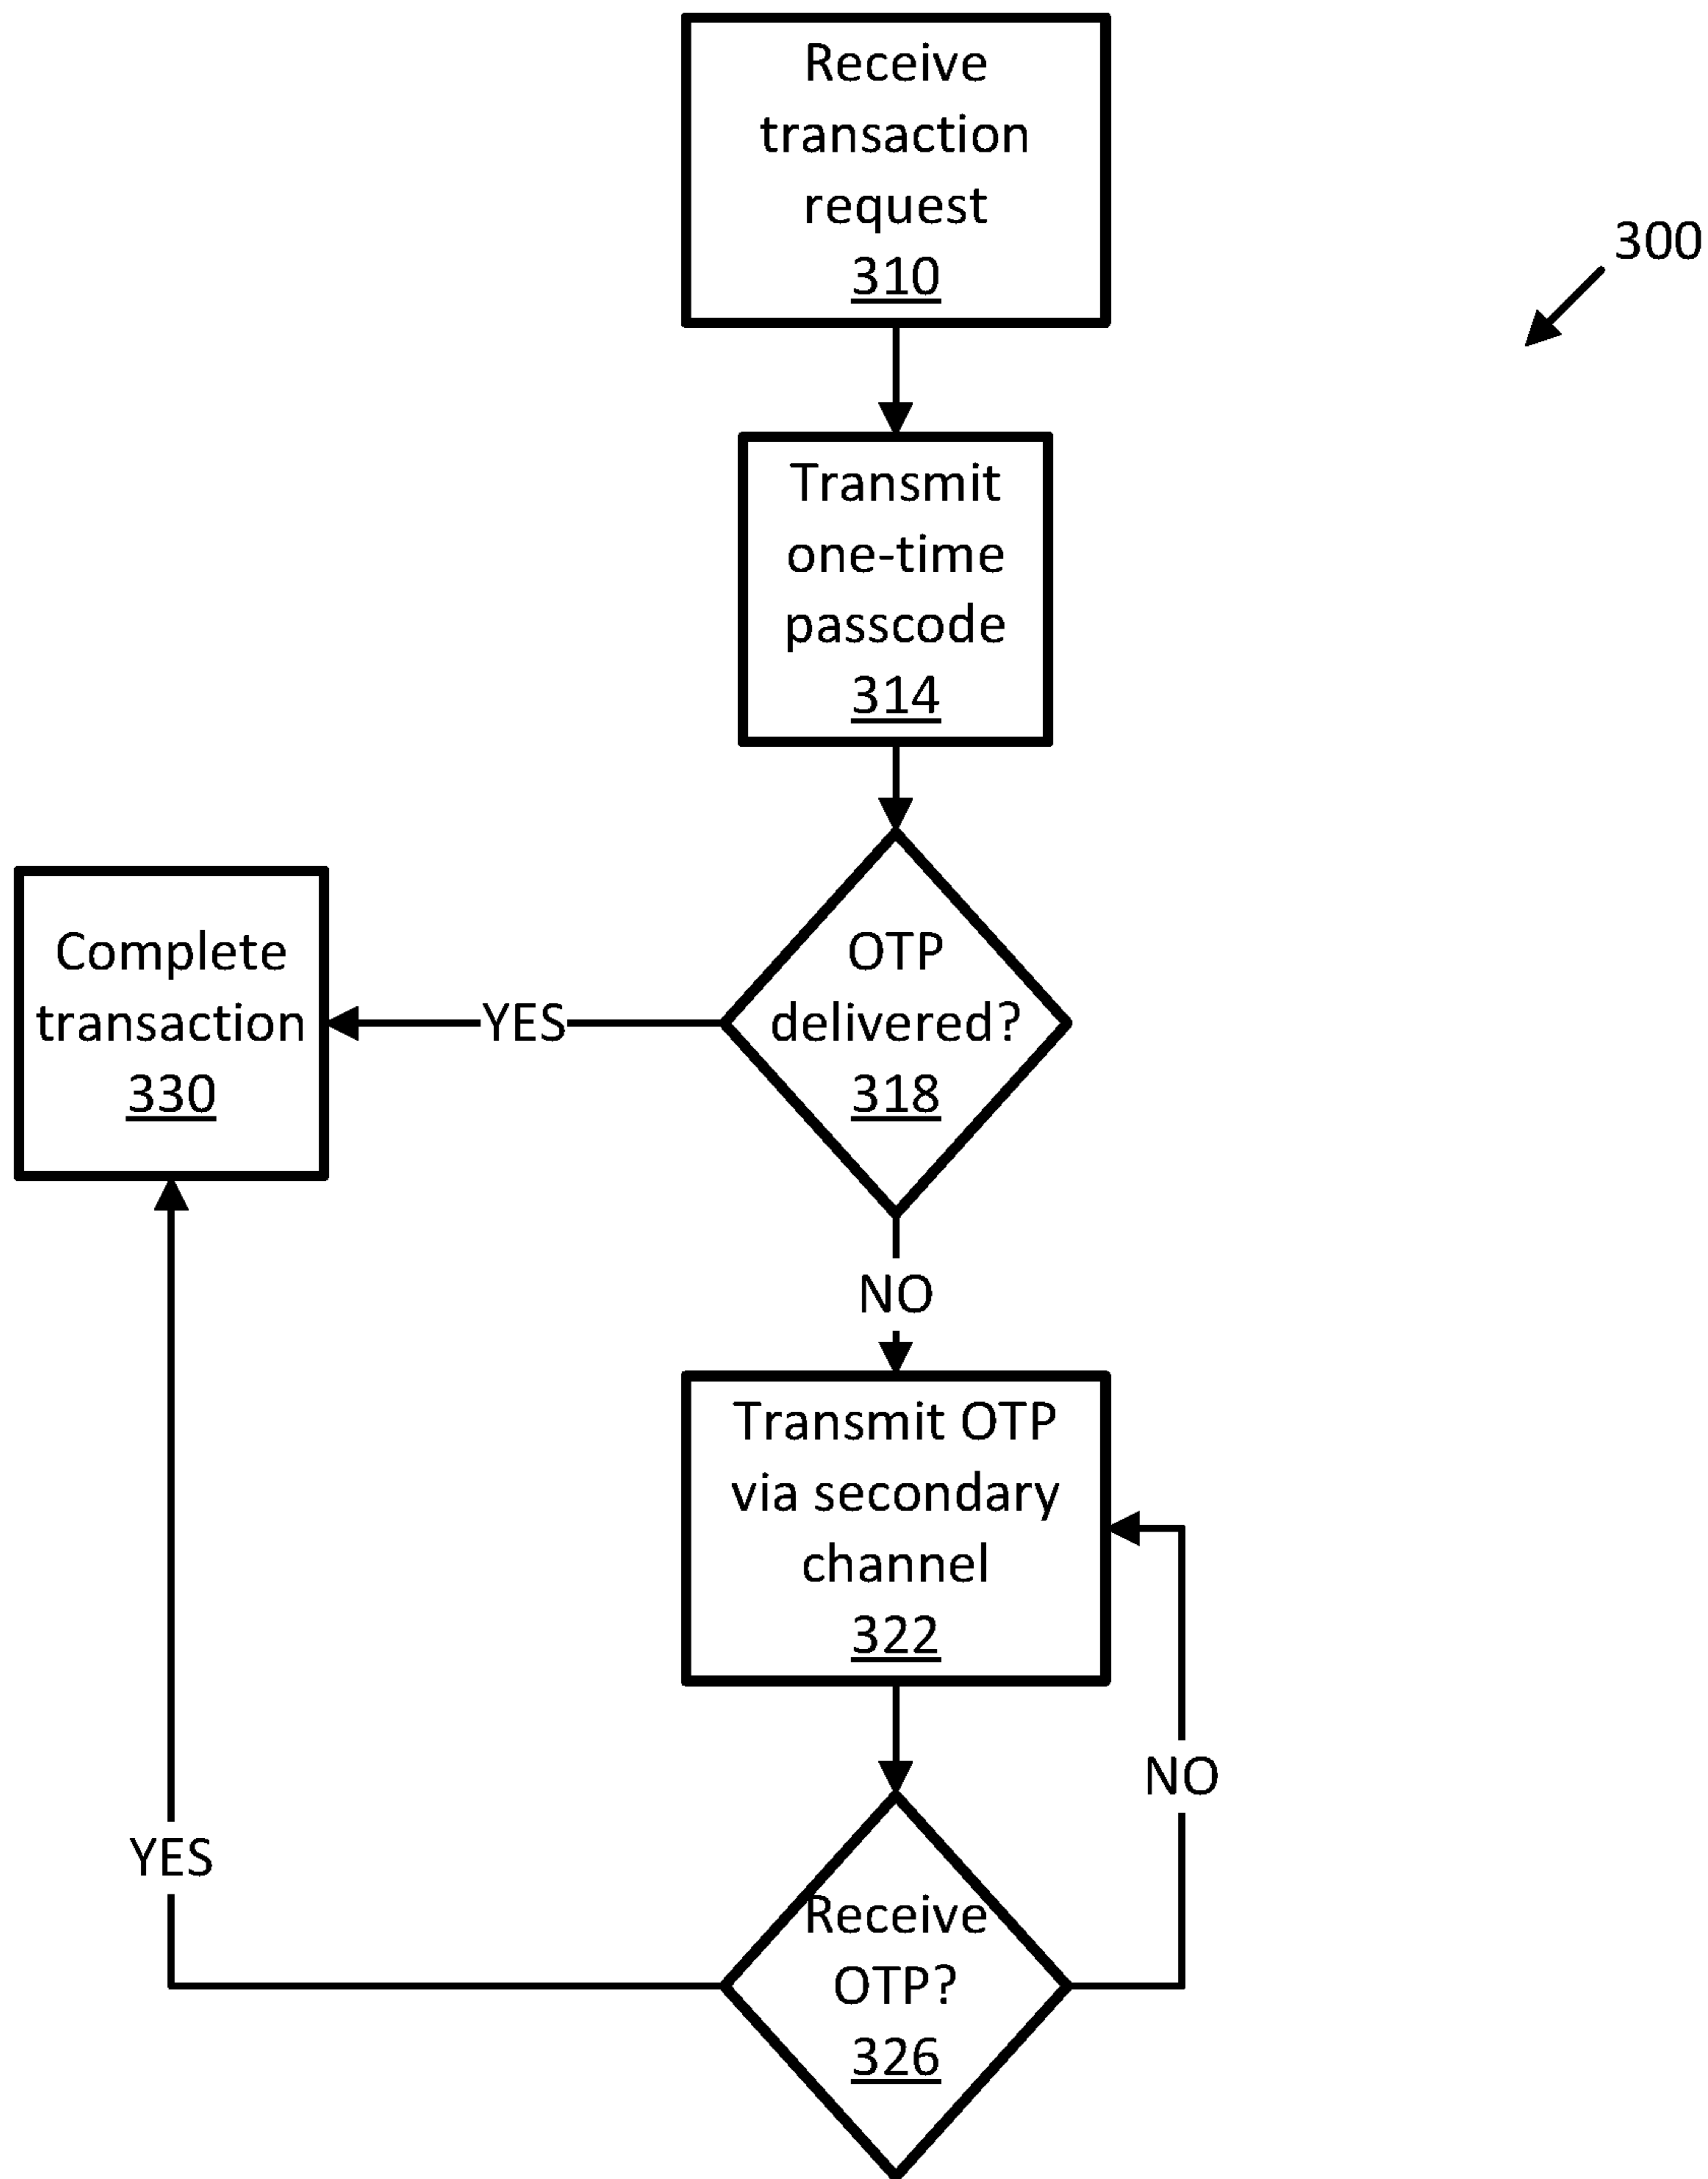 Receive
transaction
request
310
300
Transmit
one-time
passcode
314
OTP
delivered?
318
YES
Complete
transaction
330
NO
Transmit OTP
via secondary
channel
322
NO
YES
Receive
OTP?
326